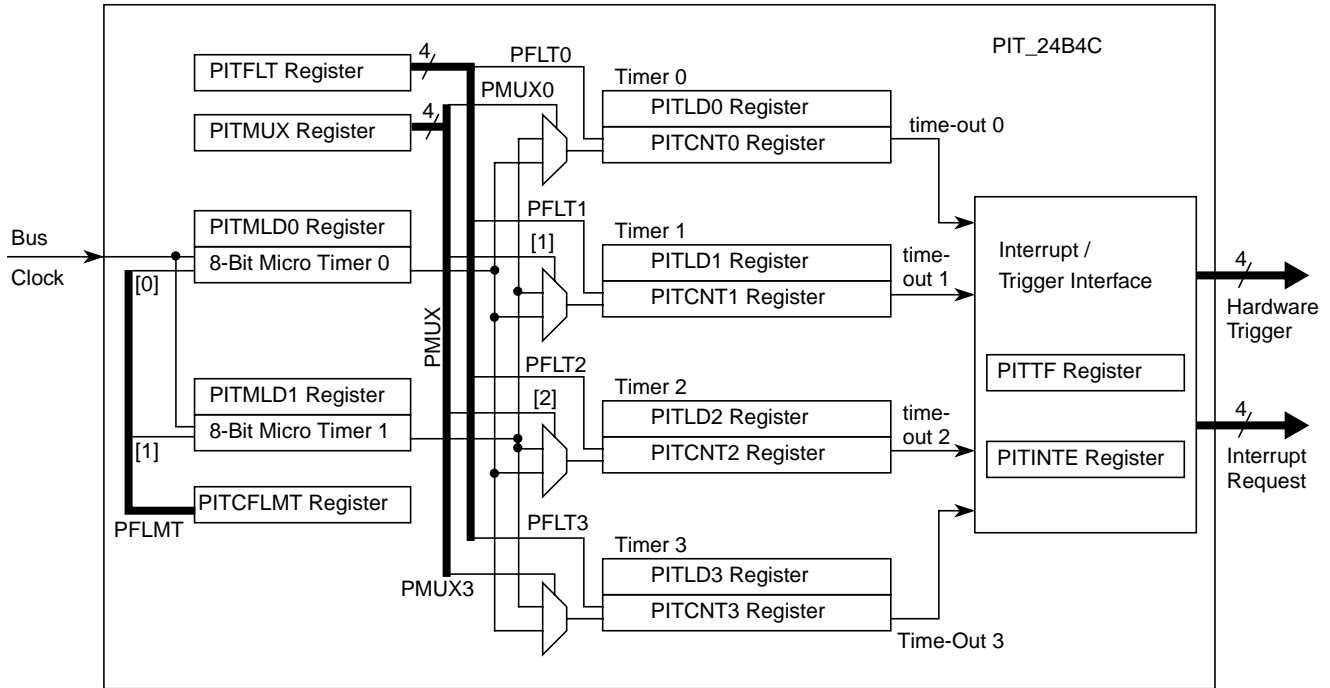 PIT_24B4C
4
PFLT0
PITFLT Register
Timer 0
PMUX0
PITLD0 Register
4
PITMUX Register
time-out 0
PITCNT0 Register
PFLT1
PITMLD0 Register
Timer 1
Bus
Clock
8-Bit Micro Timer 0
[1]
PITLD1 Register
time-
out 1
Interrupt /
Trigger Interface
4
[0]
PITCNT1 Register
Hardware
Trigger
PMUX
PFLT2
PITMLD1 Register
Timer 2
PITTF Register
[2]
PITLD2 Register
time-
out 2
4
8-Bit Micro Timer 1
[1]
PITCNT2 Register
PITINTE Register
Interrupt
Request
PITCFLMT Register
PFLMT
PFLT3
Timer 3
PITLD3 Register
PMUX3
PITCNT3 Register
Time-Out 3